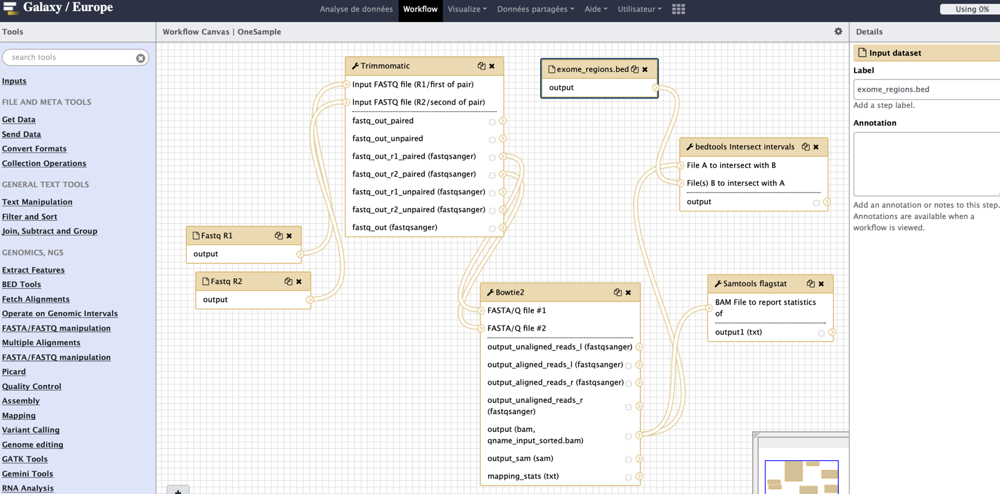 Galaxy / Europe
Analyse de données
Workflow
Visualize
Données partagées
Aide
Utilisateur
Using 0%
Tools
search tools
Inputs
FILE AND META TOOLS
Get Data
Send Data
Convert Formats
Collection Operations
GENERAL TEXT TOOLS
Text Manipulation
Filter and Sort
Join, Subtract and Group
GENOMICS, NGS
Extract Features
BED Tools
Fetch Alignments
Operate on Genomic Intervals
FASTA/FASTQ manipulation
Multiple Alignments
FASTA/FASTQ manipulation
Picard
Quality Control
Assembly
Mapping
Variant Calling
Genome editing
GATK Tools
Gemini Tools
RNA Analysis
Workflow Canvas | OneSample
Trimmomatic
Input FASTQ file (R1/first of pair)
Input FASTQ file (R2/second of pair)
fastq_out_paired
fastq_out_unpaired
fastq_out_r1_paired (fastqsanger)
fastq_out_r2_paired (fastqsanger)
fastq_out_r1_unpaired (fastqsanger)
fastq_out_r2_unpaired (fastqsanger)
fastq_out (fastqsanger)
exome_regions.bed
output
bedtools Intersect intervals
File A to intersect with B
File(s) B to intersect with A
output
Fastq R1
output
Fastq R2
output
Bowtie2
FASTA/Q file #1
FASTA/Q file #2
output_unaligned_reads_l (fastqsanger)
output_aligned_reads_l (fastqsanger)
output_aligned_reads_r (fastqsanger)
output_unaligned_reads_r
(fastqsanger)
output (bam,
qname_input_sorted.bam)
output_sam (sam)
mapping_stats (txt)
Samtools flagstat
BAM File to report statistics
of
output1 (txt)
Details
Input dataset
Label
exome_regions.bed
Add a step label.
Annotation
Add an annotation or notes to this step.
Annotations are available when a
workflow is viewed.